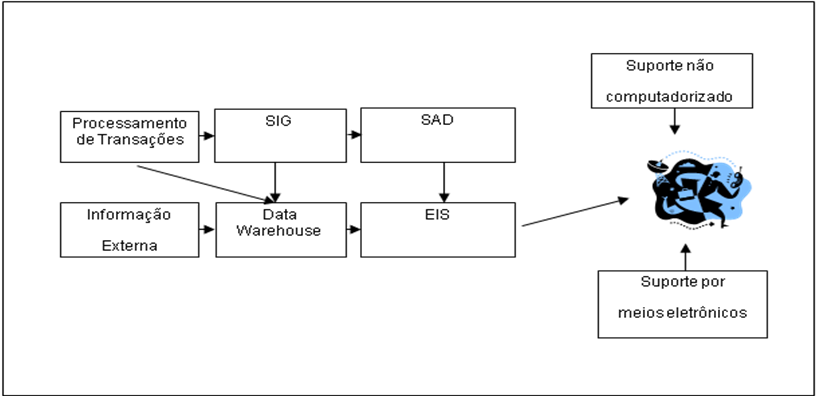 Suporte não
computadorizado
Processamento
de Transações
SIG
SAD
Informação
Externa
Data
Warehouse
EIS
Suporte por
meios eletrônicos